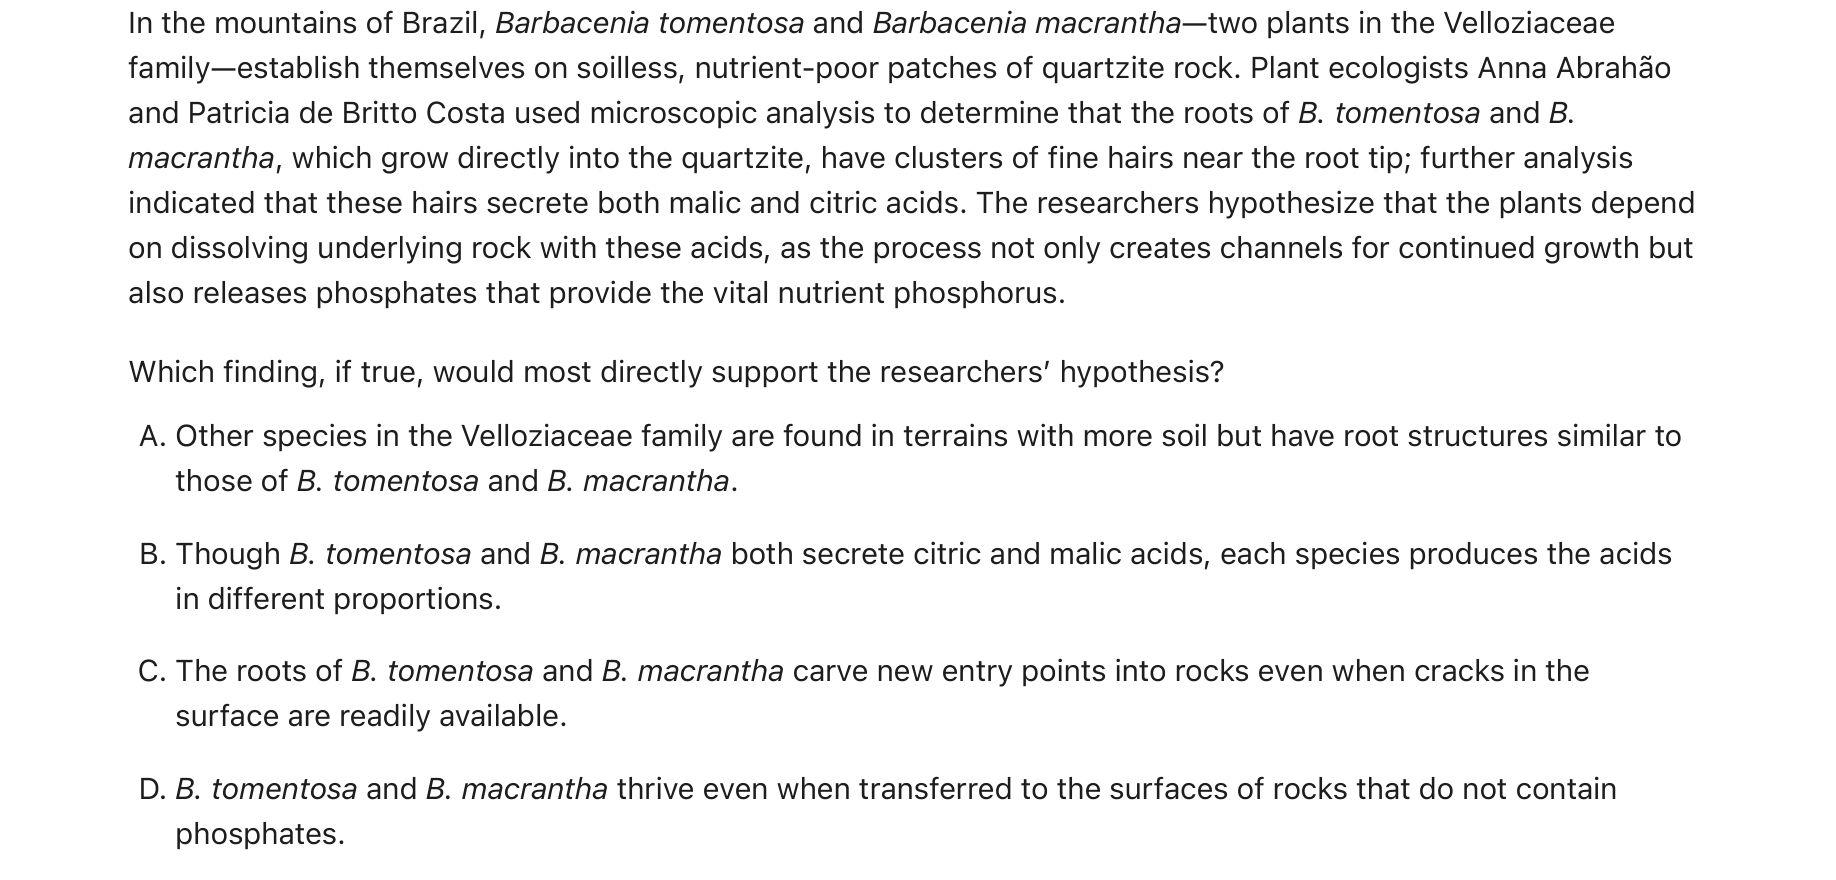 In the mountains of Brazil, Barbacenia tomentosa and Barbacenia macrantha—two plants in the Velloziaceae
family—establish themselves on soilless, nutrient-poor patches of quartzite rock. Plant ecologists Anna Abrahão
and Patricia de Britto Costa used microscopic analysis to determine that the roots of B. tomentosa and B.
macrantha, which grow directly into the quartzite, have clusters of fine hairs near the root tip; further analysis
indicated that these hairs secrete both malic and citric acids. The researchers hypothesize that the plants depend
on dissolving underlying rock with these acids, as the process not only creates channels for continued growth but
also releases phosphates that provide the vital nutrient phosphorus.
Which finding, if true, would most directly support the researchers’ hypothesis?
A. Other species in the Velloziaceae family are found in terrains with more soil but have root structures similar to
those of B. tomentosa and B. macrantha.
B. Though B. tomentosa and B. macrantha both secrete citric and malic acids, each species produces the acids
in different proportions.
C. The roots of B. tomentosa and B. macrantha carve new entry points into rocks even when cracks in the
surface are readily available.
D. B. tomentosa and B. macrantha thrive even when transferred to the surfaces of rocks that do not contain
phosphates.